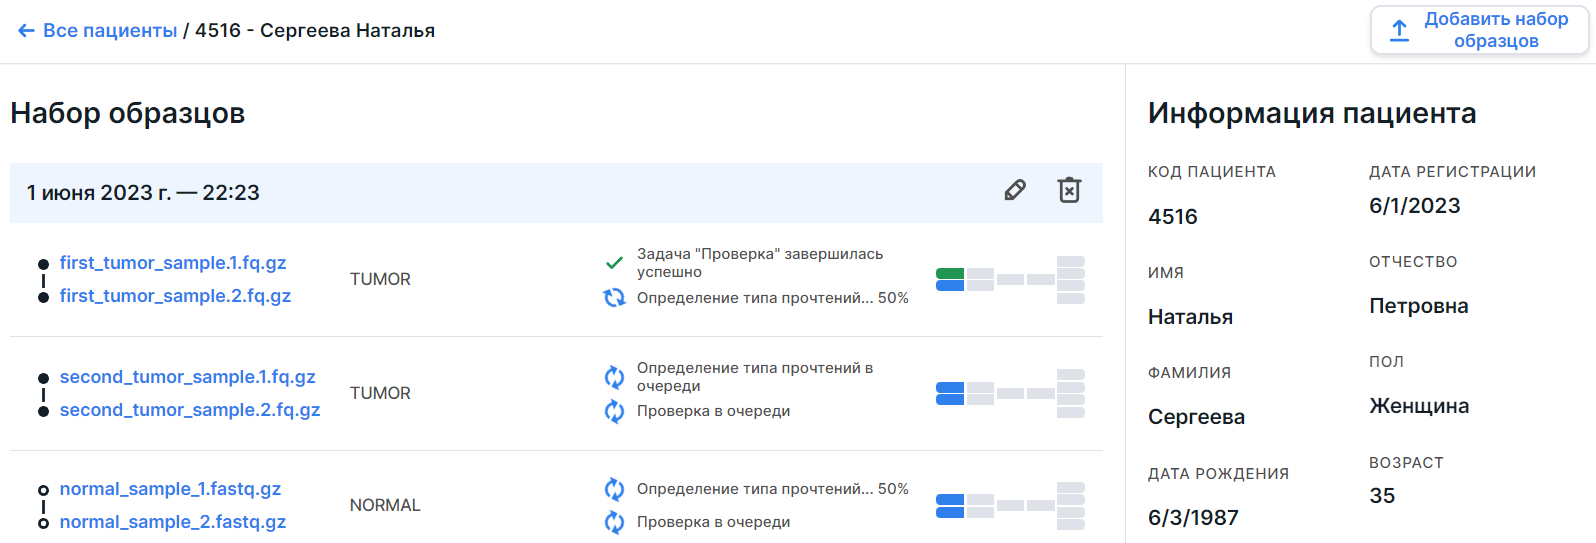 Все пациенты / 4516 - Сергеева Наталья
Добавить набор
образцов
Набор образцов
1 июня 2023 г. — 22:23
first_tumor_sample.1.fq.gz
first_tumor_sample.2.fq.gz
TUMOR
Задача "Проверка" завершилась
успешно
Определение типа прочтений... 50%
second_tumor_sample.1.fq.gz
second_tumor_sample.2.fq.gz
TUMOR
Определение типа прочтений в
очереди
Проверка в очереди
normal_sample_1.fastq.gz
normal_sample_2.fastq.gz
NORMAL
Определение типа прочтений... 50%
Проверка в очереди
Информация пациента
КОД ПАЦИЕНТА
4516
ДАТА РЕГИСТРАЦИИ
6/1/2023
ИМЯ
Наталья
ОТЧЕСТВО
Петровна
ФАМИЛИЯ
Сергеева
ПОЛ
Женщина
ДАТА РОЖДЕНИЯ
6/3/1987
ВОЗРАСТ
35